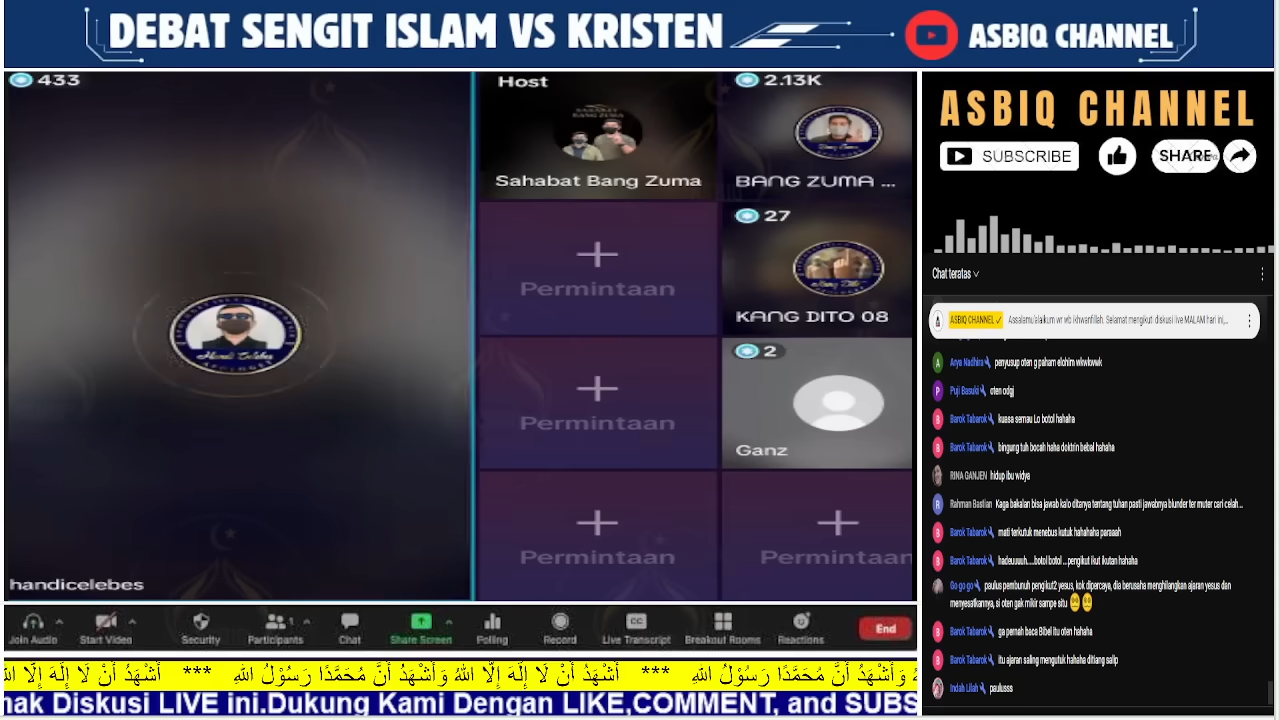 DEBAT SENGIT ISLAM VS KRISTEN
ASBIQ CHANNEL
433
Host
Sahabat Bang Zuma
2.13K
BANG ZUMA ...
Permintaan
27
KANG DITO 08
Permintaan
2
Ganz
Permintaan
Permintaan
Handi Celebes
handicelebes
Join Audio
Start Video
Security
Participants
1
Chat
Share Screen
Polling
Record
CC
Live Transcript
Breakout Rooms
Reactions
End
أَشْهَدُ أَنْ لَا إِلَهَ إِلَّا اللهُ وَأَشْهَدُ أَنَّ مُحَمَّدًا رَسُوْلُ اللهِ *** أَشْهَدُ أَنْ لَا إِلَهَ إِلَّا اللهُ وَأَشْهَدُ أَنَّ مُحَمَّدًا رَسُوْلُ اللهِ ***
nak Diskusi LIVE ini.Dukung Kami Dengan LIKE,COMMENT, and SUBS
ASBIQ CHANNEL
SUBSCRIBE
SHARE
Chat teratas
ASBIQ CHANNEL Assalamu'alaikum wr wb ikhwanfillah. Selamat mengikuti diskusi live MALAM hari ini,...
A Arya Nadhira penyusup oten g paham elohim wkwkwwk
P Puji Basuki oten odgj
B Barok Tabarok kuasa semau Lo botol hahaha
B Barok Tabarok bingung tuh bocah haha doktrin bebal hahaha
RINA GANJEN hidup ibu widya
R Rahman Bastian Kaga bakalan bisa jawab kalo ditanya tentang tuhan pasti jawabnya blunder ter muter cari celah...
B Barok Tabarok mati terkutuk menebus kutuk hahahaha paraaah
B Barok Tabarok hadeuuuuh.....botol botol ...pengikut ikut ikutan hahaha
Go go go paulus pembunuh pengikut2 yesus, kok dipercaya, dia berusaha menghilangkan ajaran yesus dan
menyesatkannya, si oten gak mikir sampe situ
B Barok Tabarok ga pernah baca Bibel itu oten hahaha
B Barok Tabarok itu ajaran saling mengutuk hahaha ditiang salip
Indah Lilah paulusss